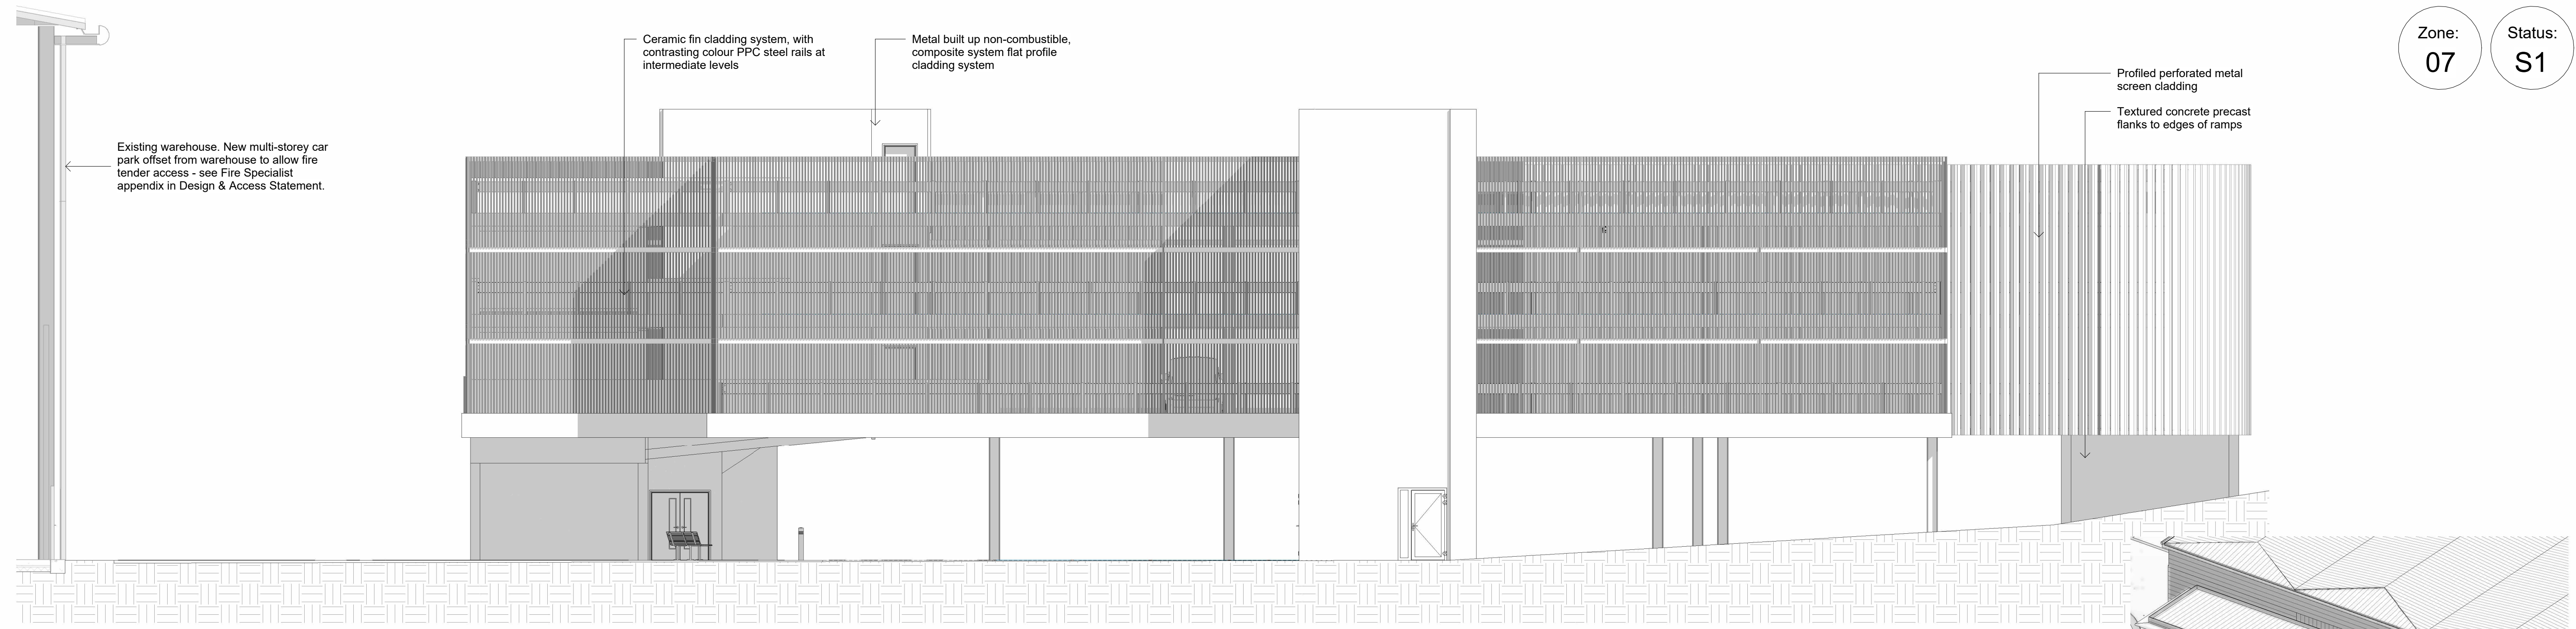 Existing warehouse. New multi-storey car
park offset from warehouse to allow fire
tender access - see Fire Specialist
appendix in Design & Access Statement.
Ceramic fin cladding system, with
contrasting colour PPC steel rails at
intermediate levels
Metal built up non-combustible,
composite system flat profile
cladding system
Profiled perforated metal
screen cladding
Textured concrete precast
flanks to edges of ramps
Zone:
07
Status:
S1